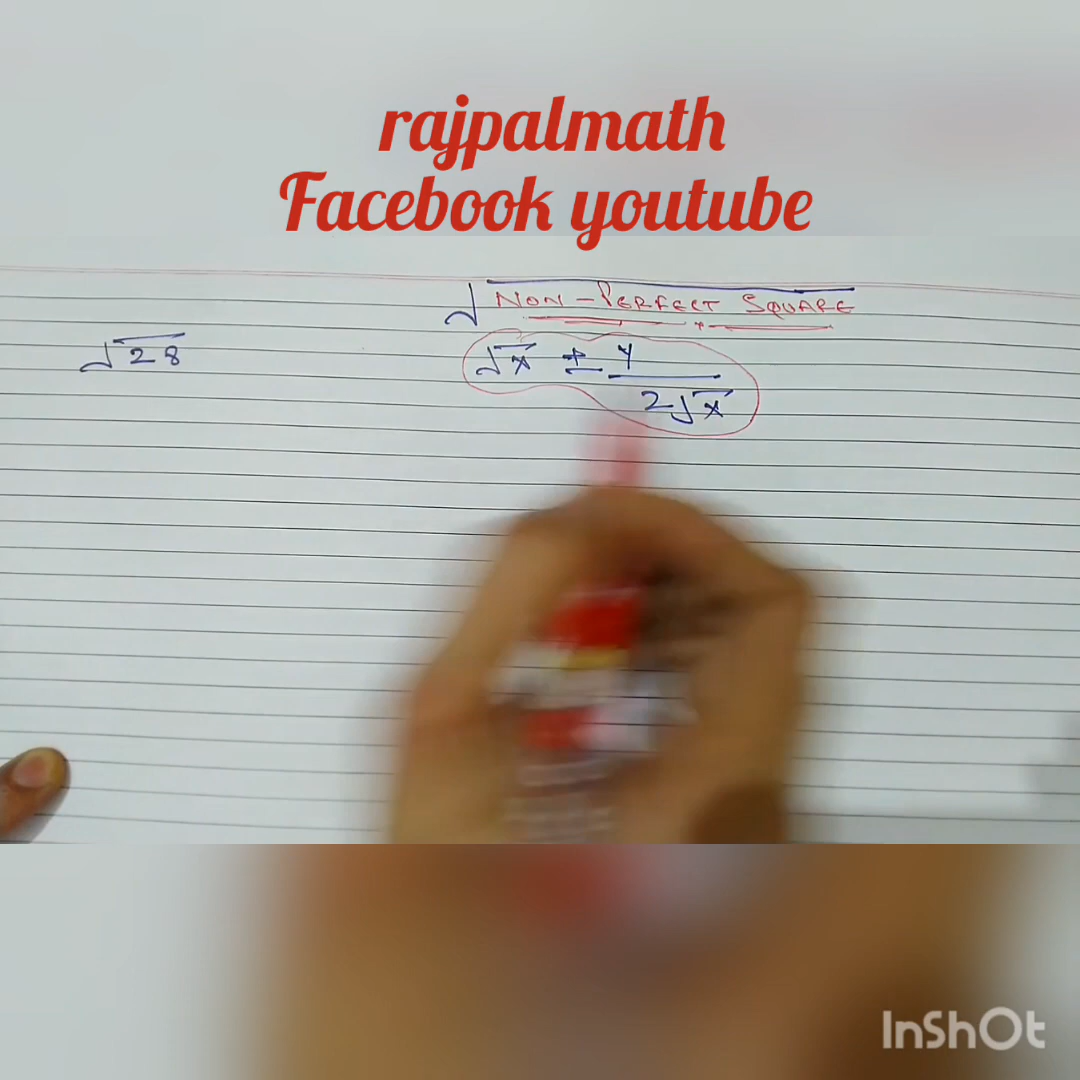 rajpalmath
Facebook youtube
√NON-PERFECT SQUARE
√28
√x ± y/2√x
InShOt